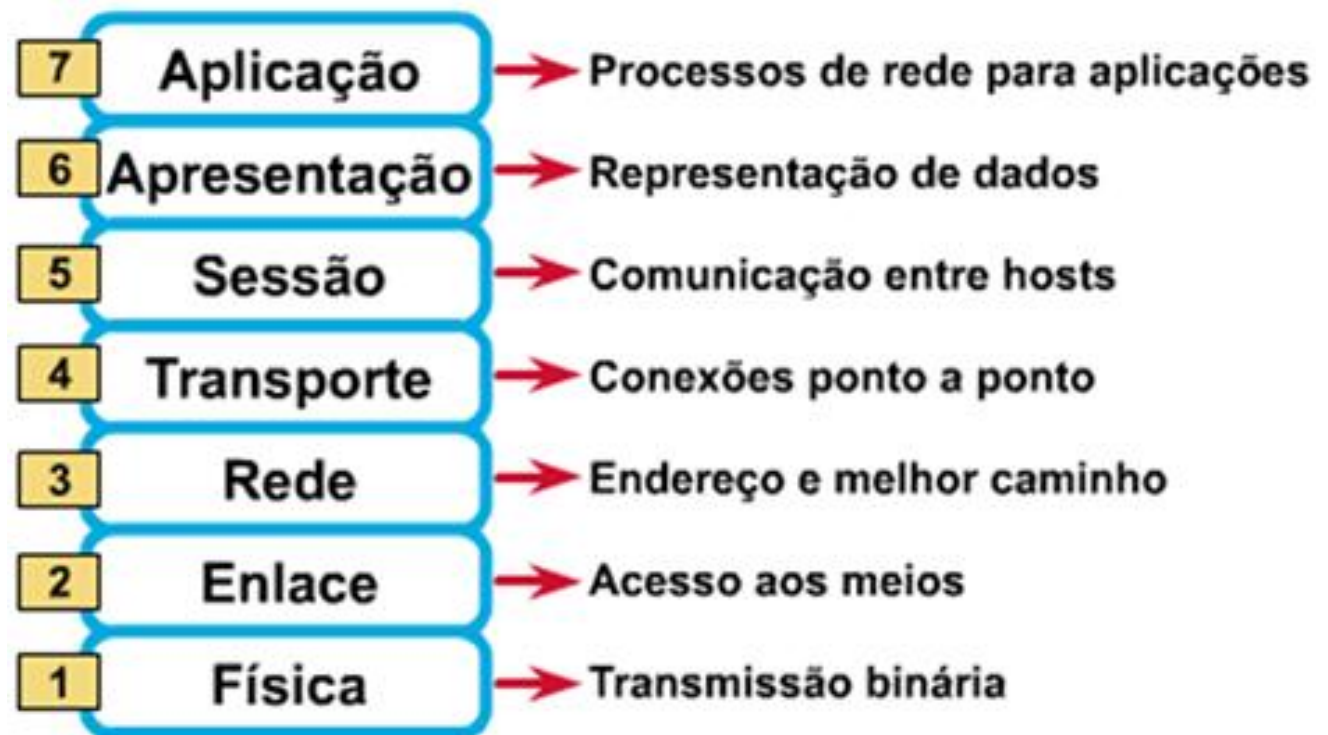 7 Aplicação Processos de rede para aplicações
6 Apresentação Representação de dados
5 Sessão Comunicação entre hosts
4 Transporte Conexões ponto a ponto
3 Rede Endereço e melhor caminho
2 Enlace Acesso aos meios
1 Física Transmissão binária